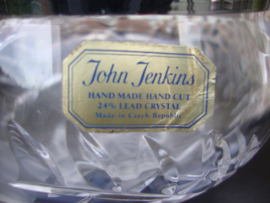 John Jenkins
HAND MADE HAND CUT
24% LEAD CRYSTAL
Made in Czech Republic